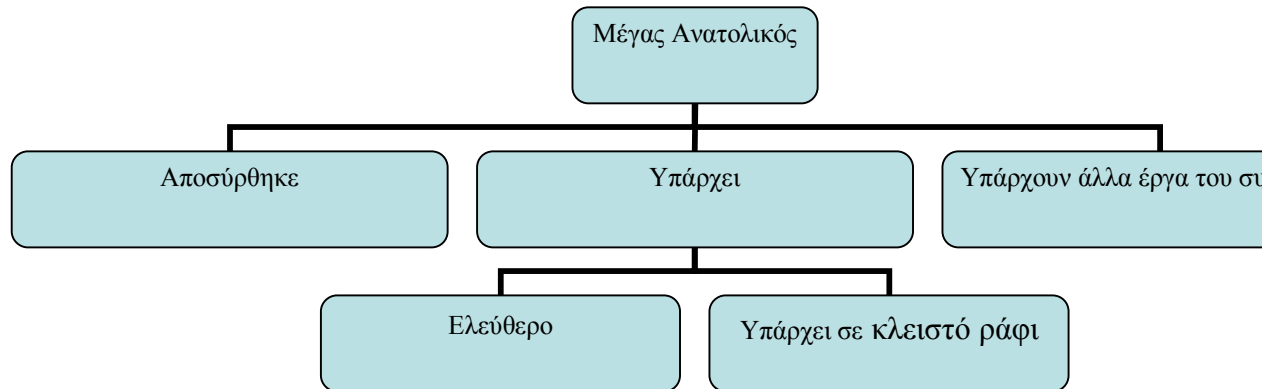 Μέγας Ανατολικός
Αποσύρθηκε
Υπάρχει
Υπάρχουν άλλα έργα του
Ελεύθερο
Υπάρχει σε κλειστό ράφι